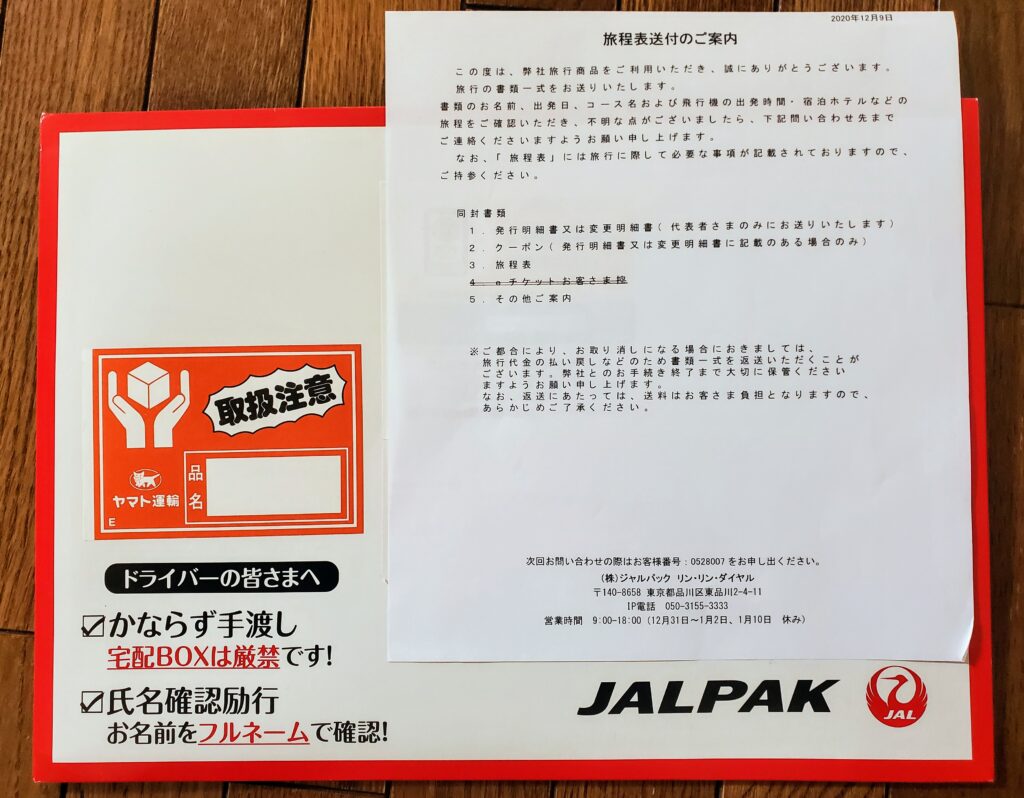 2020年12月9日
旅程表送付のご案内
この度は、弊社旅行商品をご利用いただき、誠にありがとうございます。
旅行の書類一式をお送りいたします。
書類のお名前、出発日、コース名および飛行機の出発時間・宿泊ホテルなどの
旅程をご確認いただき、不明な点がございましたら、下記問い合わせ先まで
ご連絡くださいますようお願い申し上げます。
なお、「旅程表」には旅行に際して必要な事項が記載されておりますので、
ご持参ください。
同封書類
1．発行明細書又は変更明細書（代表者さまのみにお送りいたします）
2．クーポン（発行明細書又は変更明細書に記載のある場合のみ）
3．旅程表
4．eチケットお客さま控
5．その他ご案内
※ご都合により、お取り消しになる場合におきましては、
旅行代金の払い戻しなどのため書類一式を返送いただくことが
ございます。弊社とのお手続き終了まで大切に保管ください
ますようお願い申し上げます。
なお、返送にあたっては、送料はお客さま負担となりますので、
あらかじめご了承ください。
次回お問い合わせの際はお客様番号:0528007をお申し出ください。
(株)ジャルパック リン・リン・ダイヤル
〒140-8658 東京都品川区東品川2-4-11
IP電話 050-3155-3333
営業時間 9:00-18:00 (12月31日～1月2日、1月10日 休み)
取扱注意
ヤマト運輸
品名
E
ドライバーの皆さまへ
☑かならず手渡し
宅配BOXは厳禁です!
☑氏名確認励行
お名前をフルネームで確認!
JALPAK
JAL